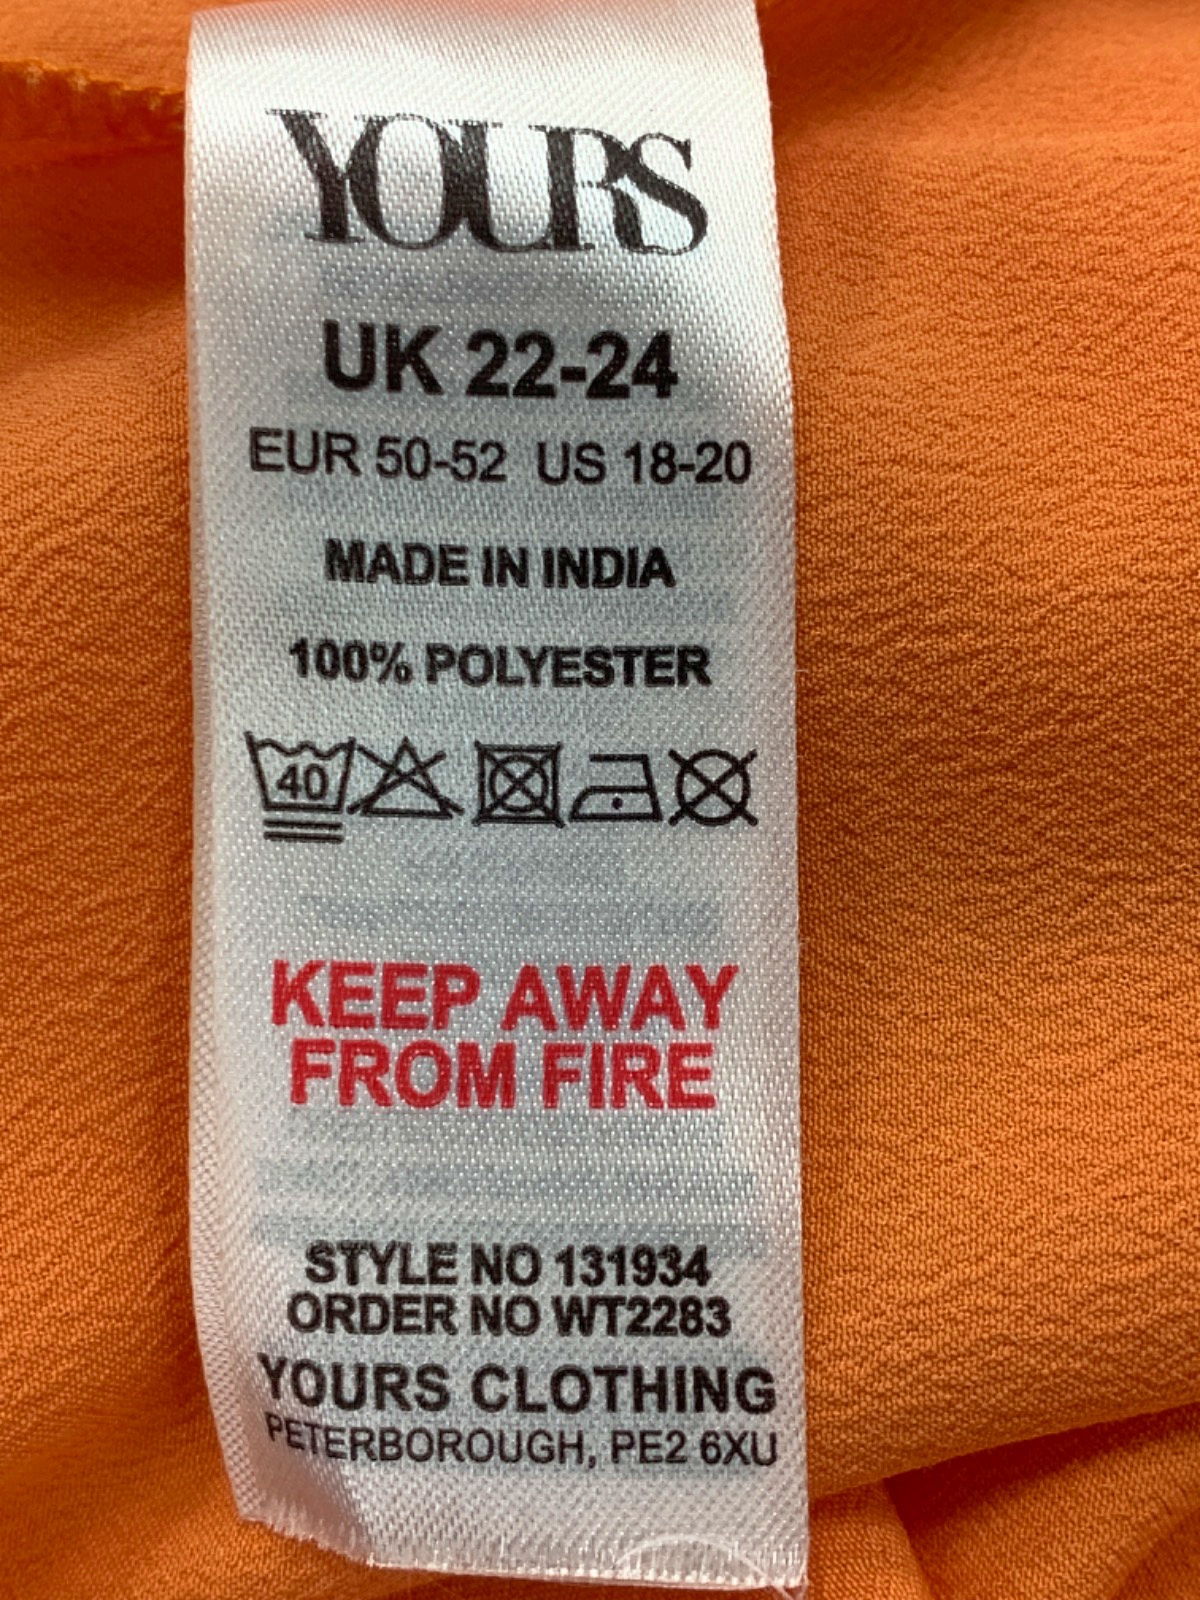 YOURS
UK 22-24
EUR 50-52 US 18-20
MADE IN INDIA
100% POLYESTER
40
KEEP AWAY
FROM FIRE
STYLE NO 131934
ORDER NO WT2283
YOURS CLOTHING
PETERBOROUGH, PE2 6XU